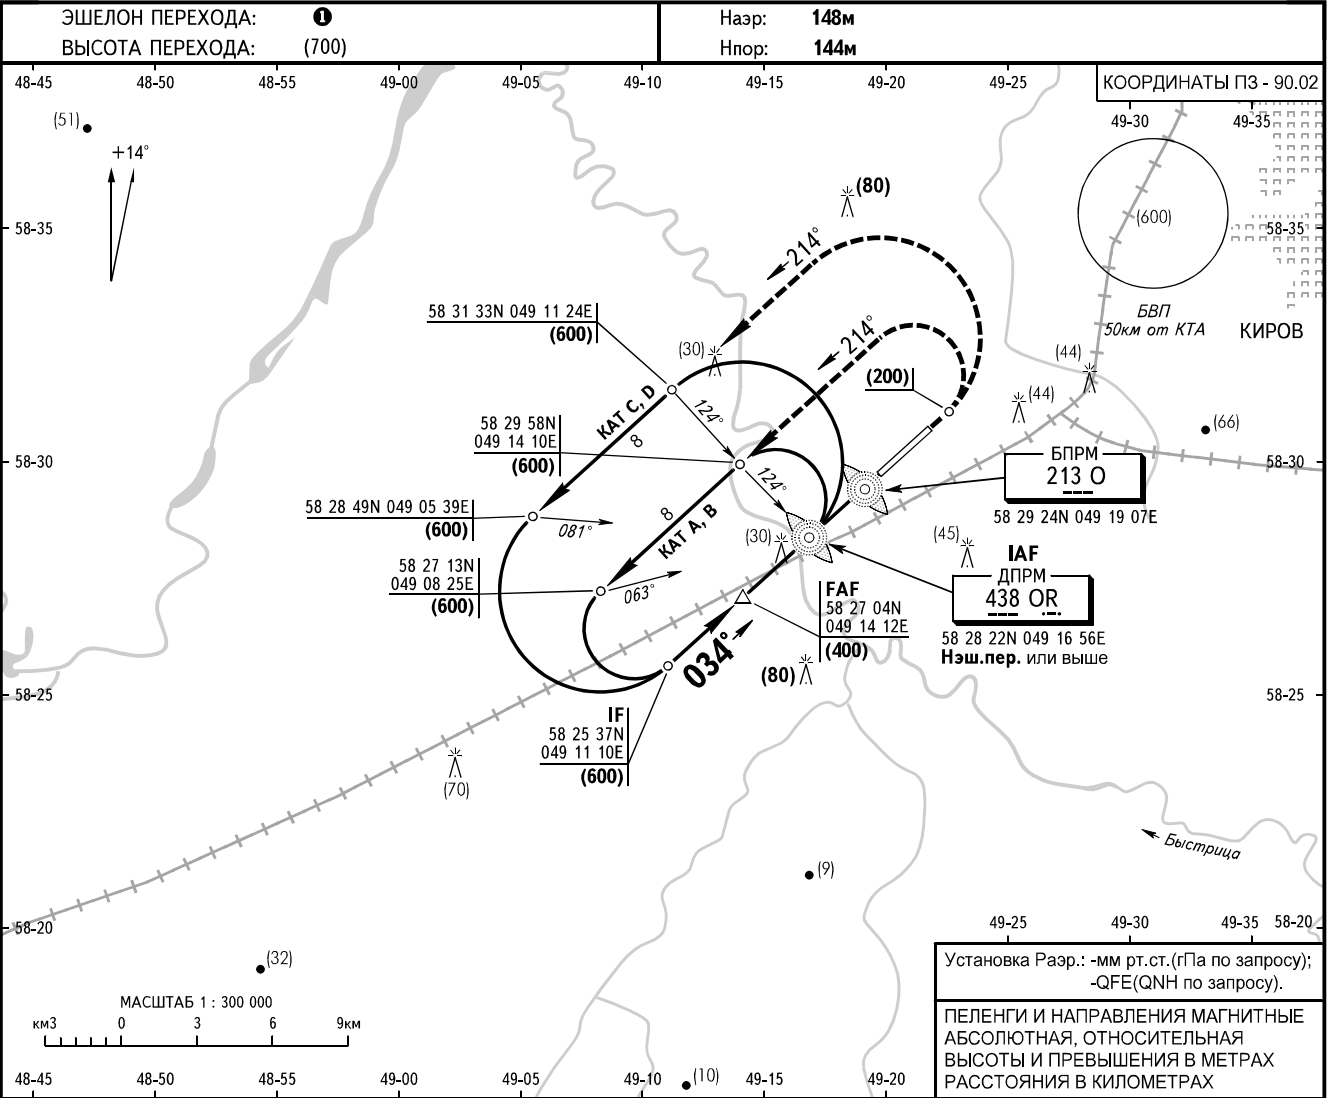 ЭШЕЛОН ПЕРЕХОДА: 1
ВЫСОТА ПЕРЕХОДА: (700)
Наэр: 148м
Нпор: 144м
48-45 48-50 48-55 49-00 49-05 49-10 49-15 49-20 49-25
КООРДИНАТЫ ПЗ - 90.02
49-30 49-35
(51)
+14°
(80)
58-35
(600)
58-35
214°
БВП
50км от КТА
КИРОВ
58 31 33N 049 11 24E
(600)
(30)
214°
(44)
(200)
(44)
КАТ C, D
8
124°
(66)
58 29 58N
049 14 10E
(600)
58-30
124°
БПРМ
213 O
58 29 24N 049 19 07E
58-30
58 28 49N 049 05 39E
(600)
081°
8
КАТ A, B
(30)
(45)
IAF
ДПРМ
438 OR
58 28 22N 049 16 56E
Нэш.пер. или выше
58 27 13N
049 08 25E
(600)
063°
FAF
58 27 04N
049 14 12E
(400)
034°
(80)
58-25
58-25
IF
58 25 37N
049 11 10E
(600)
(70)
Быстрица
(9)
58-20
49-25 49-30 49-35 58-20
(32)
Установка Раэр.: -мм рт.ст.(гПа по запросу);
-QFE(QNH по запросу).
МАСШТАБ 1 : 300 000
км3 0 3 6 9км
ПЕЛЕНГИ И НАПРАВЛЕНИЯ МАГНИТНЫЕ
АБСОЛЮТНАЯ, ОТНОСИТЕЛЬНАЯ
ВЫСОТЫ И ПРЕВЫШЕНИЯ В МЕТРАХ
РАССТОЯНИЯ В КИЛОМЕТРАХ
(10)
48-45 48-50 48-55 49-00 49-05 49-10 49-15 49-20